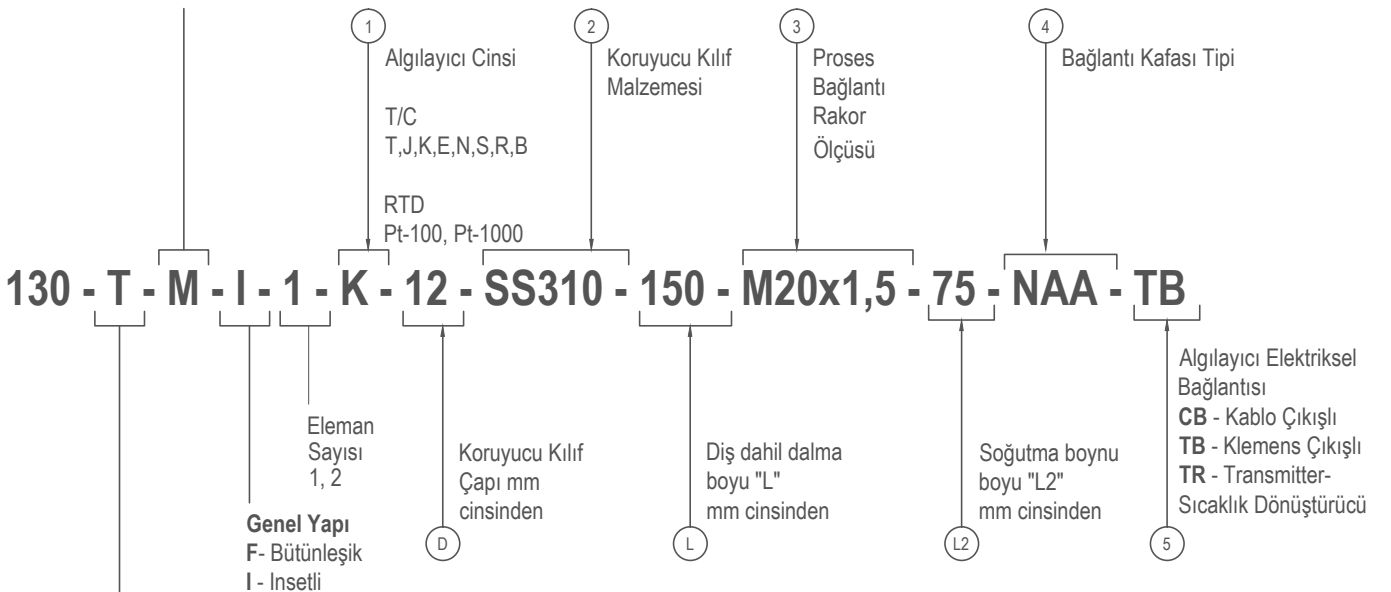 1
Algılayıcı Cinsi
T/C
T,J,K,E,N,S,R,B
RTD
Pt-100, Pt-1000
2
Koruyucu Kılıf
Malzemesi
3
Proses
Bağlantı
Rakor
Ölçüsü
4
Bağlantı Kafası Tipi
130 - T - M - I - 1 - K - 12 - SS310 - 150 - M20x1,5 - 75 - NAA - TB
Genel Yapı
F- Bütünleşik
I - Insetli
Eleman
Sayısı
1, 2
Koruyucu Kılıf
Çapı mm
cinsinden
D
Diş dahil dalma
boyu "L"
mm cinsinden
L
Soğutma boynu
boyu "L2"
mm cinsinden
L2
Algılayıcı Elektriksel
Bağlantısı
CB - Kablo Çıkışlı
TB - Klemens Çıkışlı
TR - Transmitter-
Sıcaklık Dönüştürücü
5